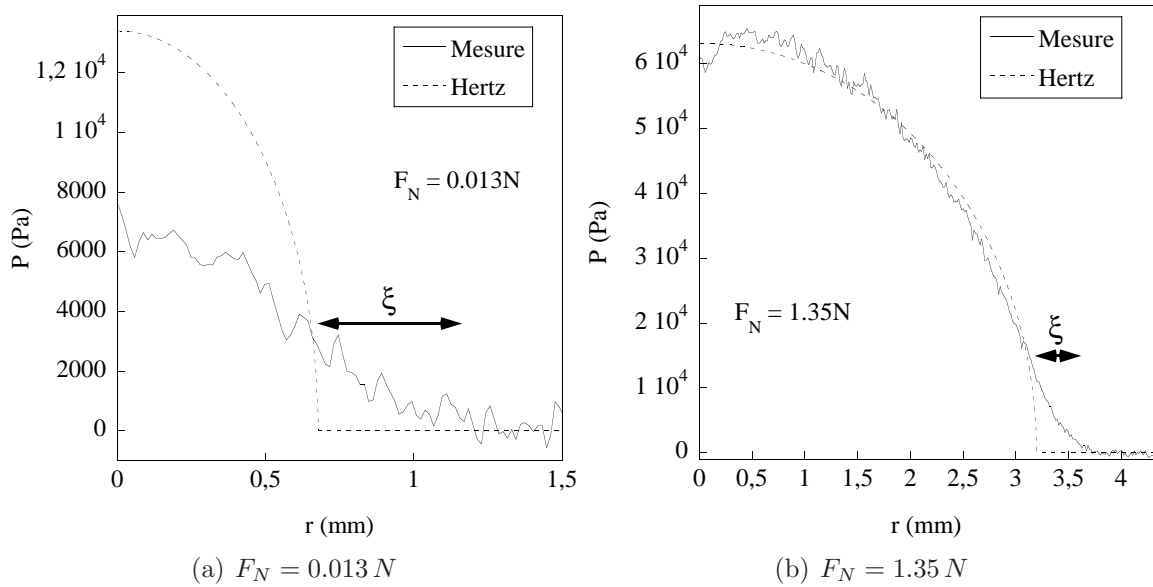 Mesure
Hertz
F_N = 0.013N
ξ
P (Pa)
1,2 10^4
1 10^4
8000
6000
4000
2000
0
0 0,5 1 1,5
r (mm)
(a) F_N = 0.013 N
Mesure
Hertz
F_N = 1.35N
ξ
P (Pa)
6 10^4
5 10^4
4 10^4
3 10^4
2 10^4
1 10^4
0
0 0,5 1 1,5 2 2,5 3 3,5 4
r (mm)
(b) F_N = 1.35 N